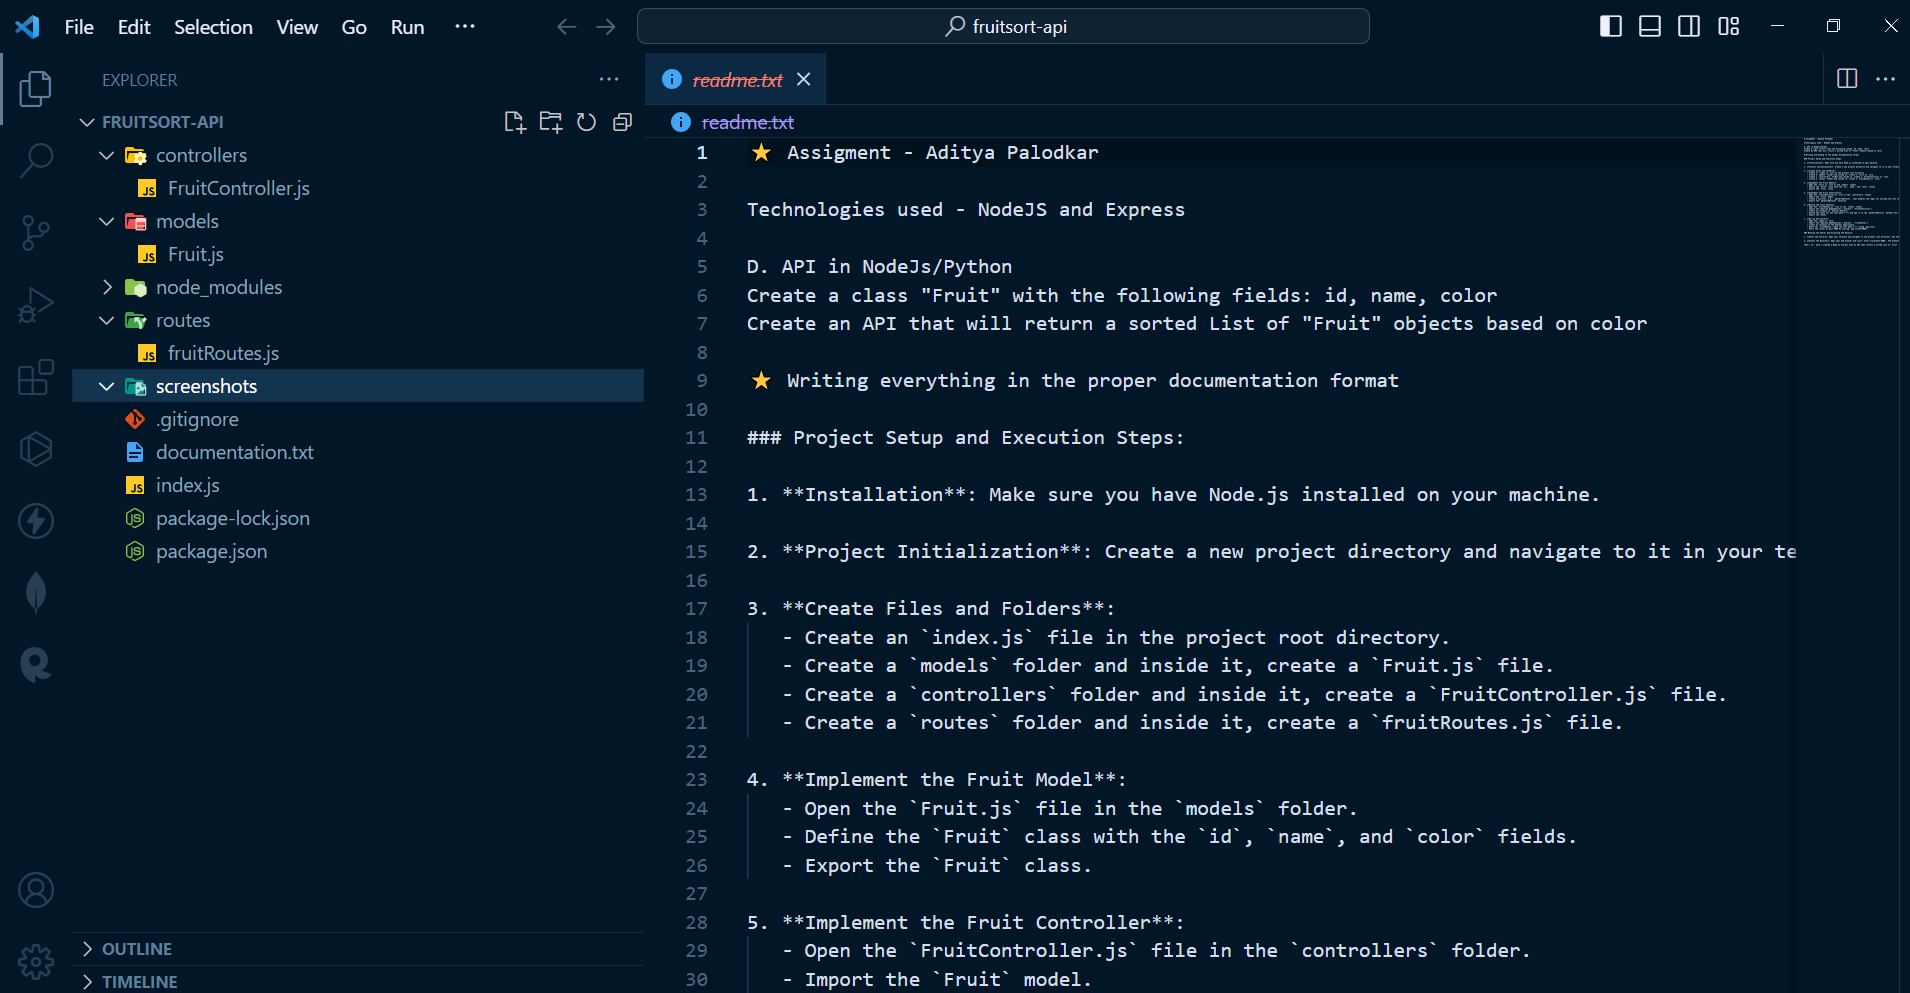 File Edit Selection View Go Run ··· fruitsort-api
EXPLORER
FRUITSORT-API
controllers
FruitController.js
models
Fruit.js
node_modules
routes
fruitRoutes.js
screenshots
.gitignore
documentation.txt
index.js
package-lock.json
package.json
OUTLINE
TIMELINE
readme.txt
readme.txt
1 ⭐ Assigment - Aditya Palodkar
2
3 Technologies used - NodeJS and Express
4
5 D. API in NodeJs/Python
6 Create a class "Fruit" with the following fields: id, name, color
7 Create an API that will return a sorted List of "Fruit" objects based on color
8
9 ⭐ Writing everything in the proper documentation format
10
11 ### Project Setup and Execution Steps:
12
13 1. **Installation**: Make sure you have Node.js installed on your machine.
14
15 2. **Project Initialization**: Create a new project directory and navigate to it in your te
16
17 3. **Create Files and Folders**:
18 - Create an `index.js` file in the project root directory.
19 - Create a `models` folder and inside it, create a `Fruit.js` file.
20 - Create a `controllers` folder and inside it, create a `FruitController.js` file.
21 - Create a `routes` folder and inside it, create a `fruitRoutes.js` file.
22
23 4. **Implement the Fruit Model**:
24 - Open the `Fruit.js` file in the `models` folder.
25 - Define the `Fruit` class with the `id`, `name`, and `color` fields.
26 - Export the `Fruit` class.
27
28 5. **Implement the Fruit Controller**:
29 - Open the `FruitController.js` file in the `controllers` folder.
30 - Import the `Fruit` model.